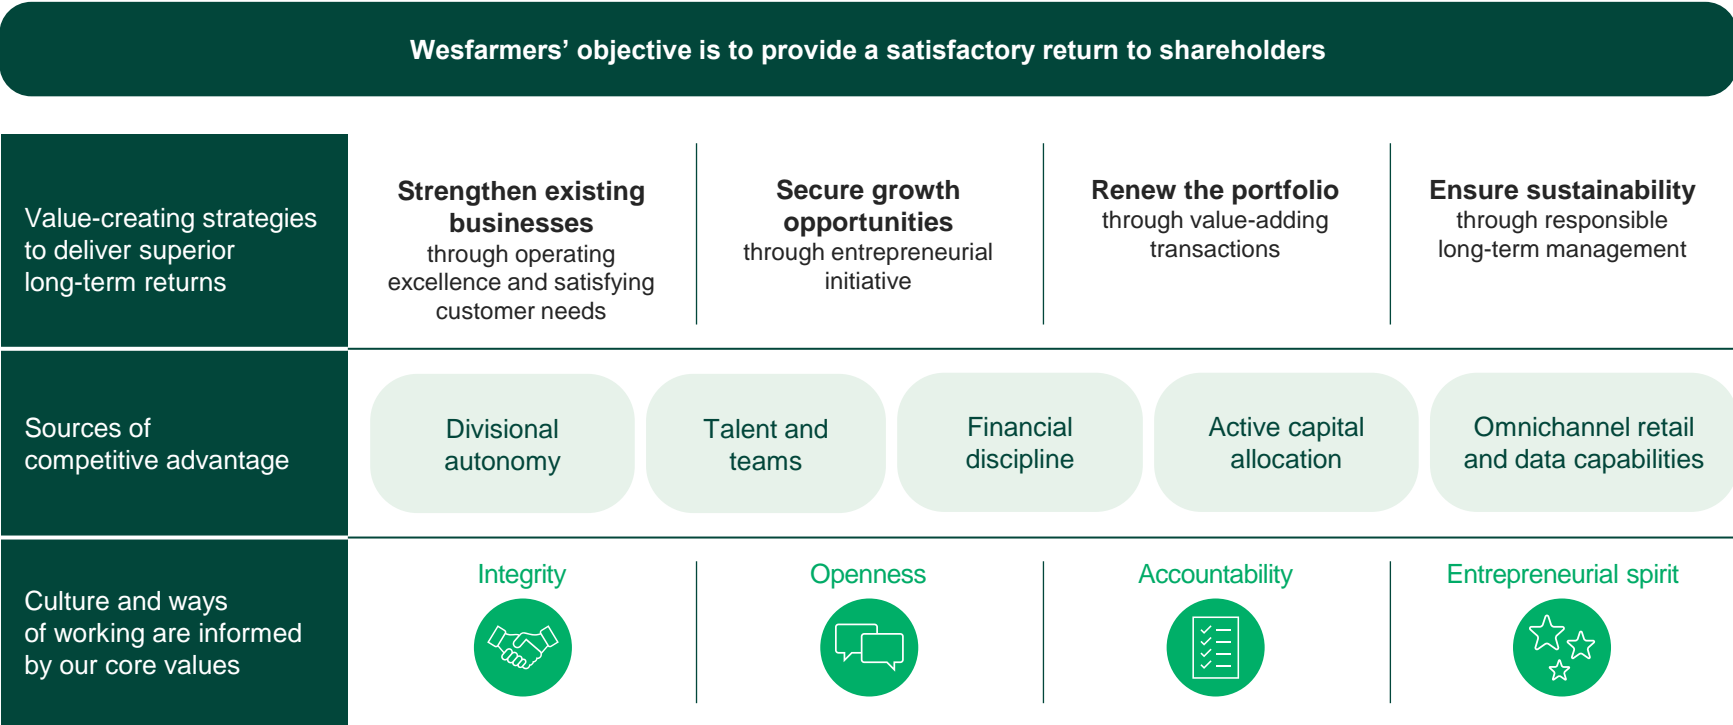 Wesfarmers’ objective is to provide a satisfactory return to shareholders
Value-creating strategies
to deliver superior
long-term returns
Strengthen existing
businesses
through operating
excellence and satisfying
customer needs
Secure growth
opportunities
through entrepreneurial
initiative
Renew the portfolio
through value-adding
transactions
Ensure sustainability
through responsible
long-term management
Sources of
competitive advantage
Divisional
autonomy
Talent and
teams
Financial
discipline
Active capital
allocation
Omnichannel retail
and data capabilities
Culture and ways
of working are informed
by our core values
Integrity
Openness
Accountability
Entrepreneurial spirit